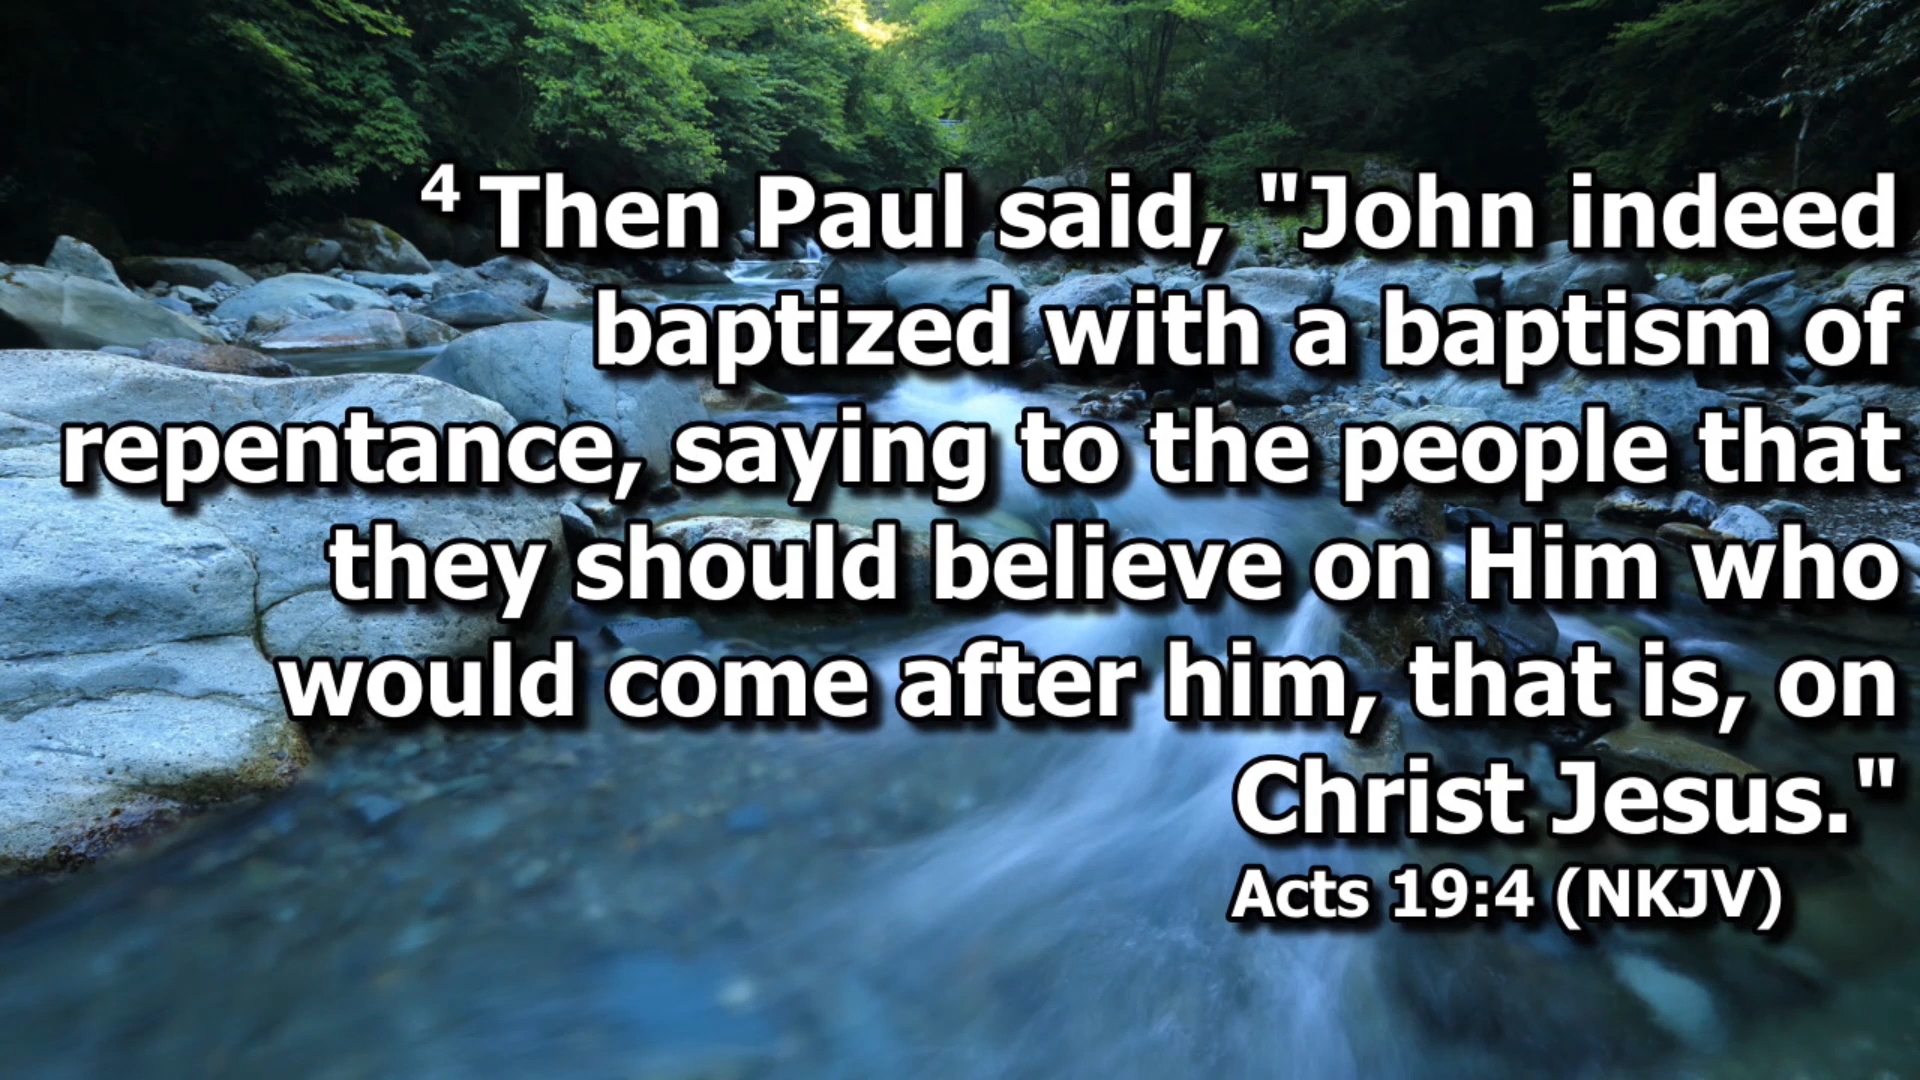 4 Then Paul said, "John indeed
baptized with a baptism of
repentance, saying to the people that
they should believe on Him who
would come after him, that is, on
Christ Jesus."
Acts 19:4 (NKJV)